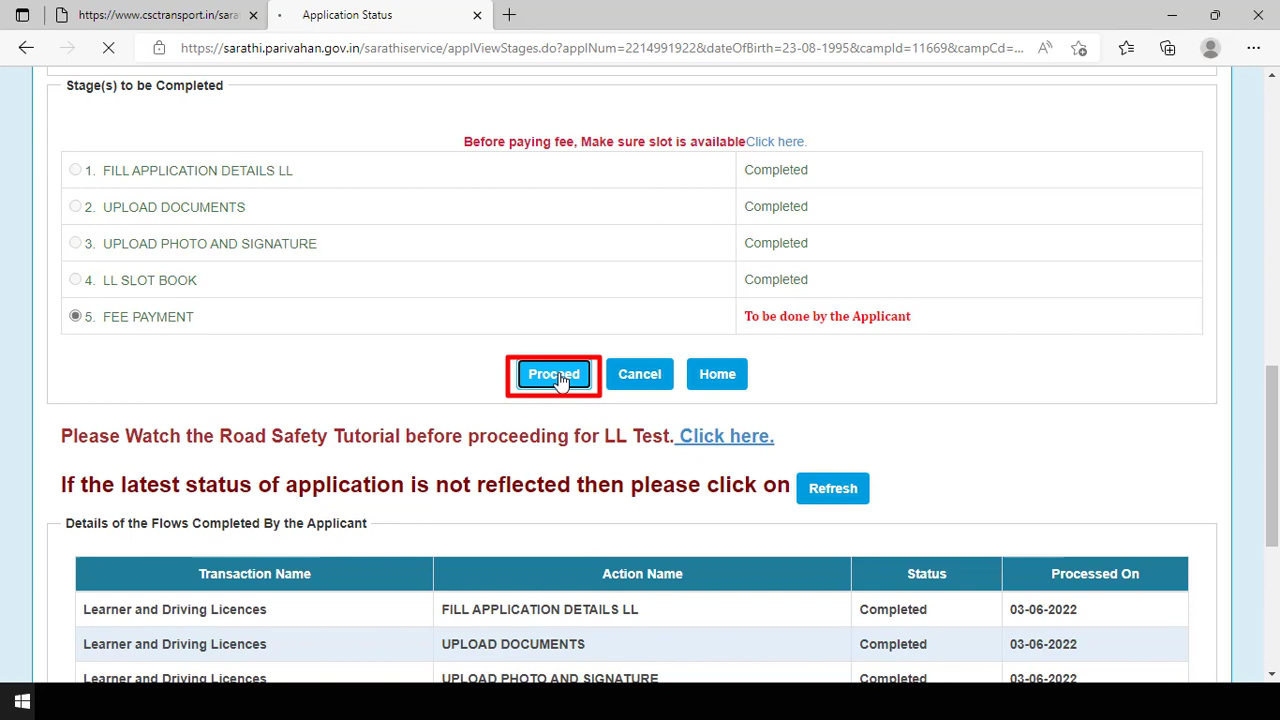 https://www.csctransport.in/sara
Application Status
https://sarathi.parivahan.gov.in/sarathiservice/applViewStages.do?applNum=2214991922&dateOfBirth=23-08-1995&campId=11669&campCd=...
Stage(s) to be Completed
Before paying fee, Make sure slot is availableClick here.
1. FILL APPLICATION DETAILS LL Completed
2. UPLOAD DOCUMENTS Completed
3. UPLOAD PHOTO AND SIGNATURE Completed
4. LL SLOT BOOK Completed
5. FEE PAYMENT To be done by the Applicant
Proceed Cancel Home
Please Watch the Road Safety Tutorial before proceeding for LL Test. Click here.
If the latest status of application is not reflected then please click on Refresh
Details of the Flows Completed By the Applicant
Transaction Name Action Name Status Processed On
Learner and Driving Licences FILL APPLICATION DETAILS LL Completed 03-06-2022
Learner and Driving Licences UPLOAD DOCUMENTS Completed 03-06-2022
Learner and Driving Licences UPLOAD PHOTO AND SIGNATURE Completed 03-06-2022